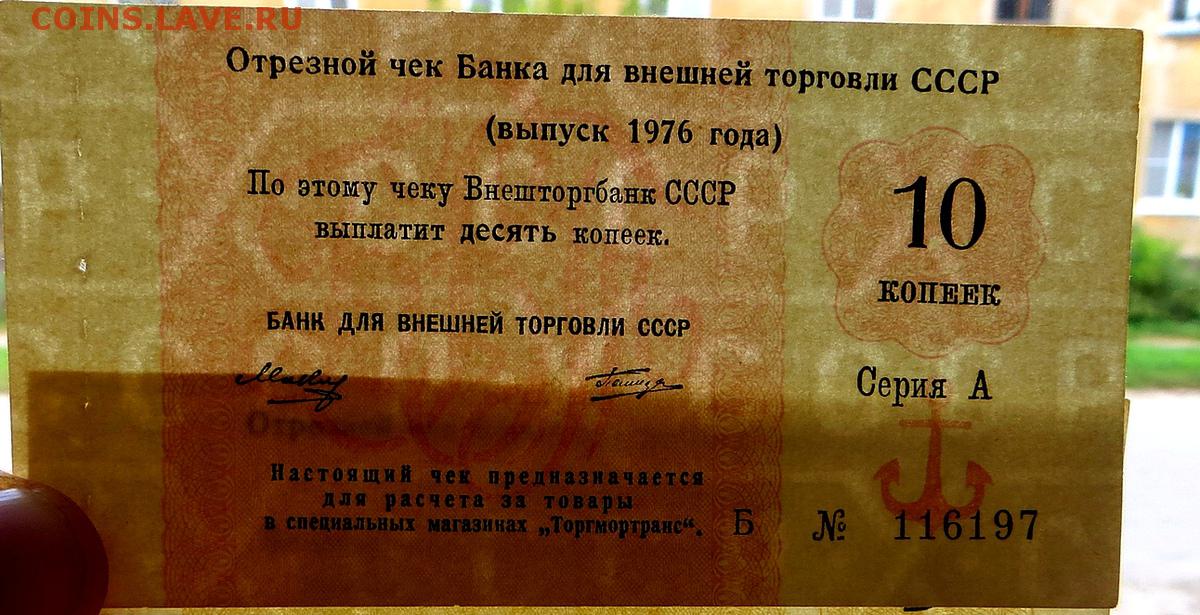 COINS.LAVE.RU
Отрезной чек Банка для внешней торговли СССР
(выпуск 1976 года)
По этому чеку Внешторгбанк СССР
выплатит десять копеек.
10
КОПЕЕК
БАНК ДЛЯ ВНЕШНЕЙ ТОРГОВЛИ СССР
Серия А
Отрезной
Настоящий чек предназначается
для расчета за товары
в специальных магазинах „Торгмортранс“.
Б № 116197